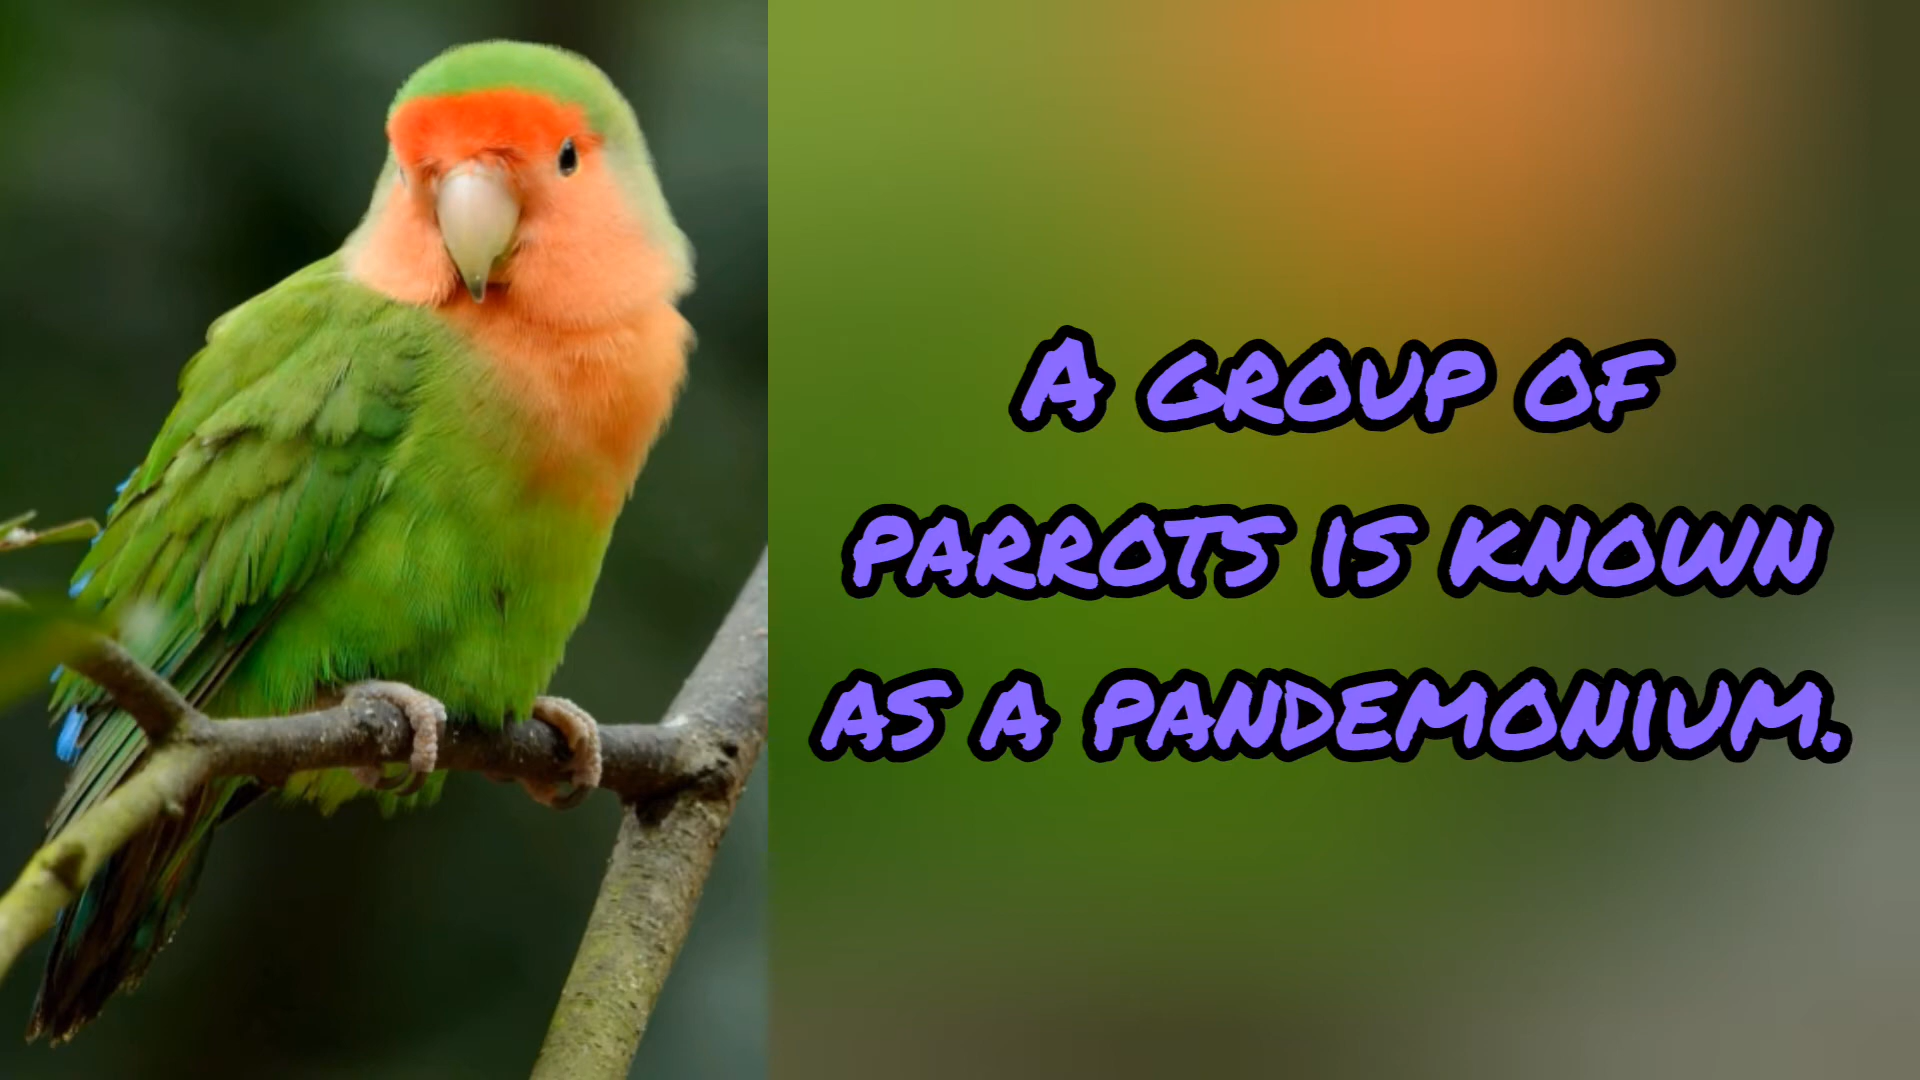 A group of
parrots is known
as a pandemonium.